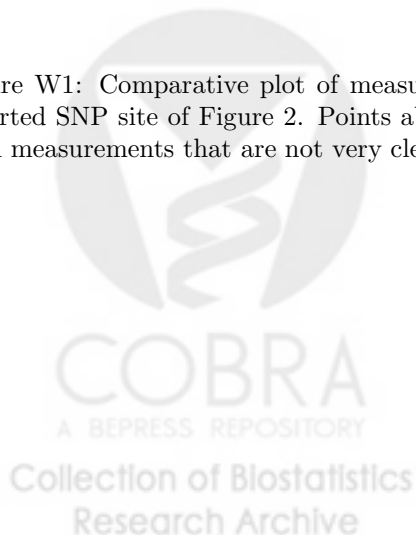 re W1: Comparative plot of measu
rted SNP site of Figure 2. Points a
measurements that are not very cle
COBRA
A BEPRESS REPOSITORY
Collection of Biostatistics
Research Archive